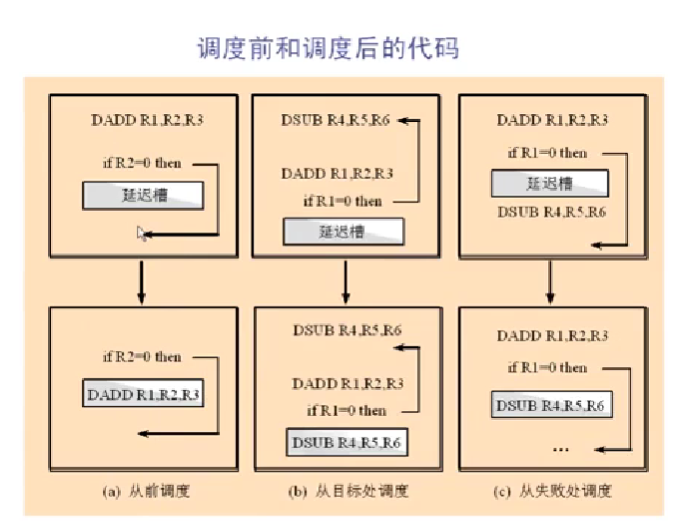 调度前和调度后的代码
DADD R1,R2,R3
if R2=0 then
延迟槽
DSUB R4,R5,R6
DADD R1,R2,R3
if R1=0 then
延迟槽
DADD R1,R2,R3
if R1=0 then
延迟槽
DSUB R4,R5,R6
if R2=0 then
DADD R1,R2,R3
DSUB R4,R5,R6
DADD R1,R2,R3
if R1=0 then
DSUB R4,R5,R6
DADD R1,R2,R3
if R1=0 then
DSUB R4,R5,R6
…
(a) 从前调度
(b) 从目标处调度
(c) 从失败处调度